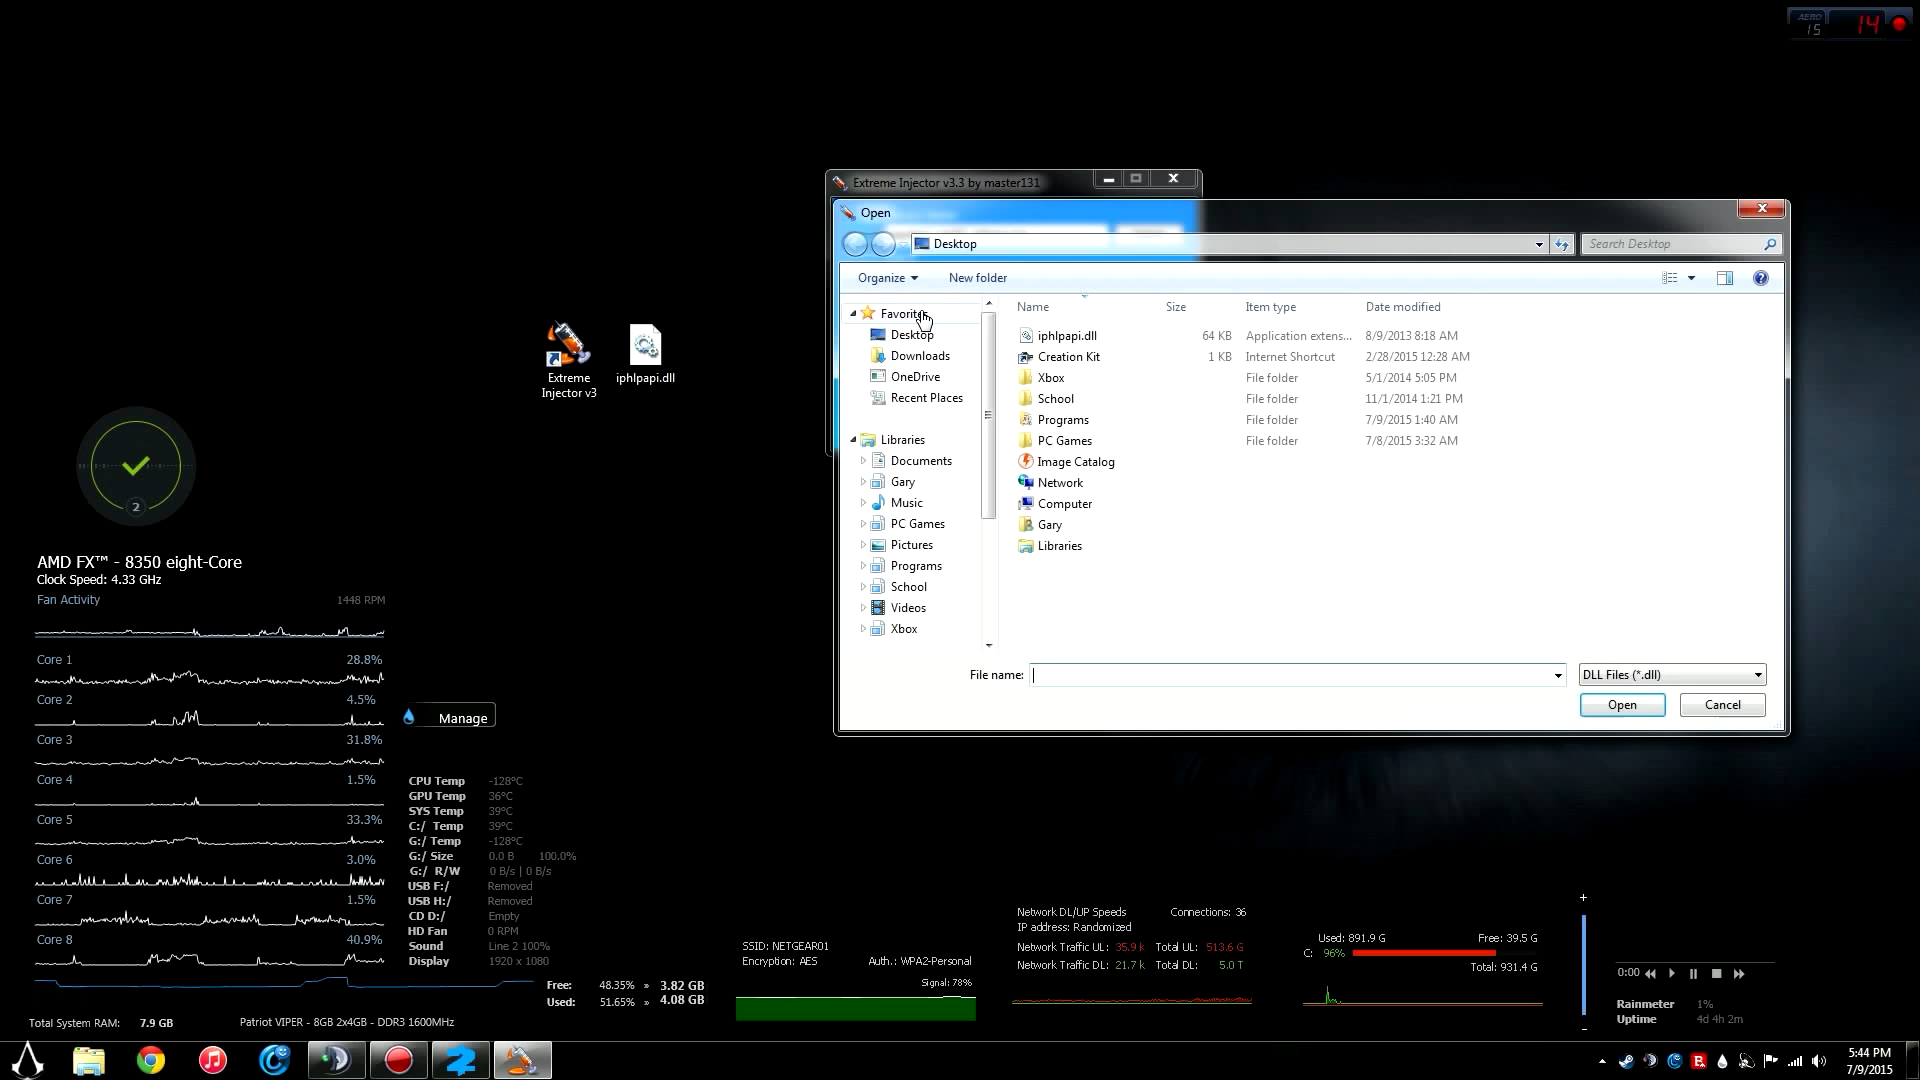 AERO
15
14
Extreme Injector v3.3 by master131
Open
Desktop
Search Desktop
Organize
New folder
Name
Size
Item type
Date modified
Favorites
Desktop
Downloads
OneDrive
Recent Places
Libraries
Documents
Gary
Music
PC Games
Pictures
Programs
School
Videos
Xbox
iphlpapi.dll 64 KB Application extens... 8/9/2013 8:18 AM
Creation Kit 1 KB Internet Shortcut 2/28/2015 12:28 AM
Xbox File folder 5/1/2014 5:05 PM
School File folder 11/1/2014 1:21 PM
Programs File folder 7/9/2015 1:40 AM
PC Games File folder 7/8/2015 3:32 AM
Image Catalog
Network
Computer
Gary
Libraries
File name:
DLL Files (*.dll)
Open
Cancel
Extreme
Injector v3
iphlpapi.dll
2
AMD FX™ - 8350 eight-Core
Clock Speed: 4.33 GHz
Fan Activity 1448 RPM
Core 1 28.8%
Core 2 4.5%
Core 3 31.8%
Core 4 1.5%
Core 5 33.3%
Core 6 3.0%
Core 7 1.5%
Core 8 40.9%
Manage
CPU Temp -128°C
GPU Temp 36°C
SYS Temp 39°C
C:/ Temp 39°C
G:/ Temp -128°C
G:/ Size 0.0 B 100.0%
G:/ R/W 0 B/s | 0 B/s
USB F:/ Removed
USB H:/ Removed
CD D:/ Empty
HD Fan 0 RPM
Sound Line 2 100%
Display 1920 x 1080
Free: 48.35% » 3.82 GB
Used: 51.65% » 4.08 GB
Total System RAM: 7.9 GB
Patriot VIPER - 8GB 2x4GB - DDR3 1600MHz
SSID: NETGEAR01
Encryption: AES Auth.: WPA2-Personal
Signal: 78%
Network DL/UP Speeds Connections: 36
IP address: Randomized
Network Traffic UL: 35.9 k Total UL: 513.6 G
Network Traffic DL: 21.7 k Total DL: 5.0 T
Used: 891.9 G Free: 39.5 G
C: 96%
Total: 931.4 G
+
-
0:00
Rainmeter 1%
Uptime 4d 4h 2m
5:44 PM
7/9/2015